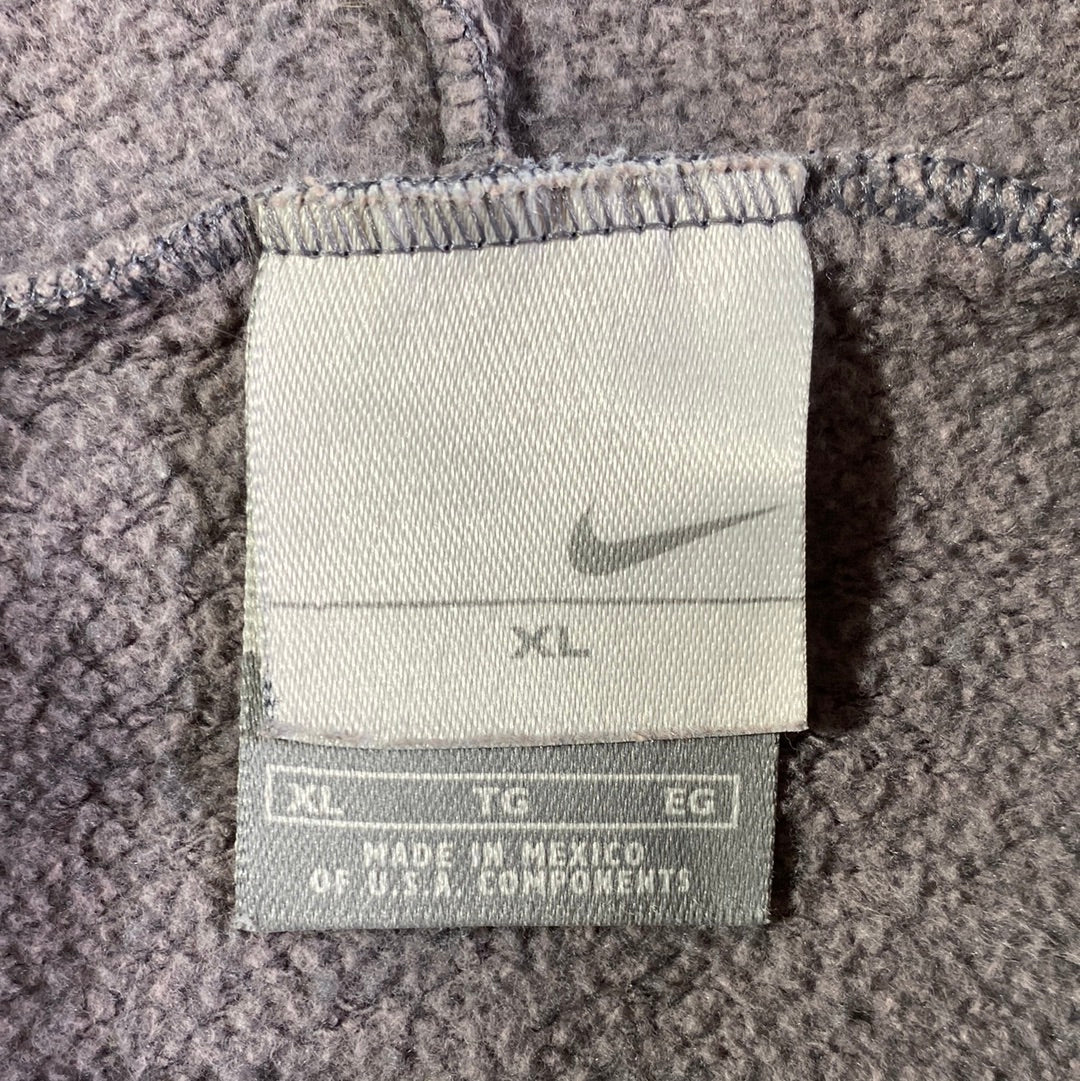 XL
XL TG EG
MADE IN MEXICO
OF U.S.A. COMPONENTS